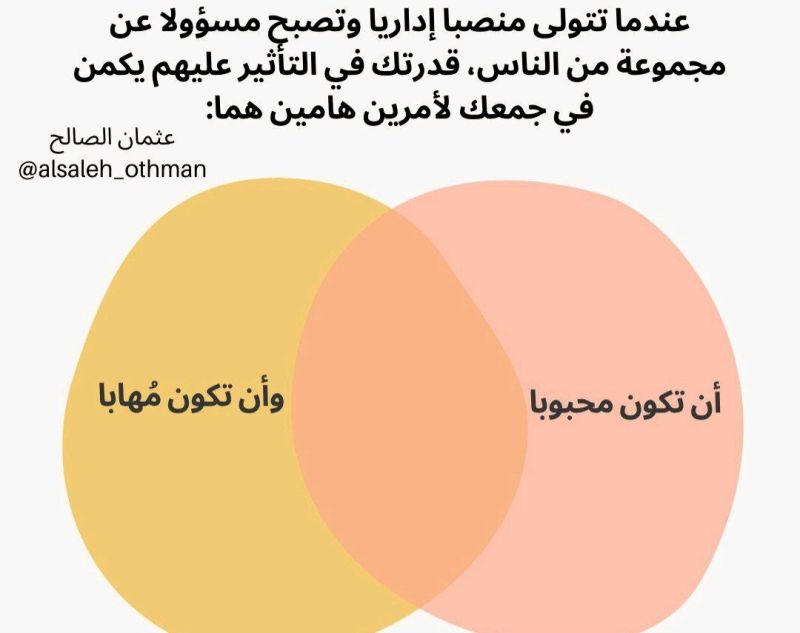 عندما تتولى منصبا إداريا وتصبح مسؤولا عن
مجموعة من الناس، قدرتك في التأثير عليهم يكمن
في جمعك لأمرين هامين هما:
عثمان الصالح
@alsaleh_othman
أن تكون محبوبا
وأن تكون مُهابا